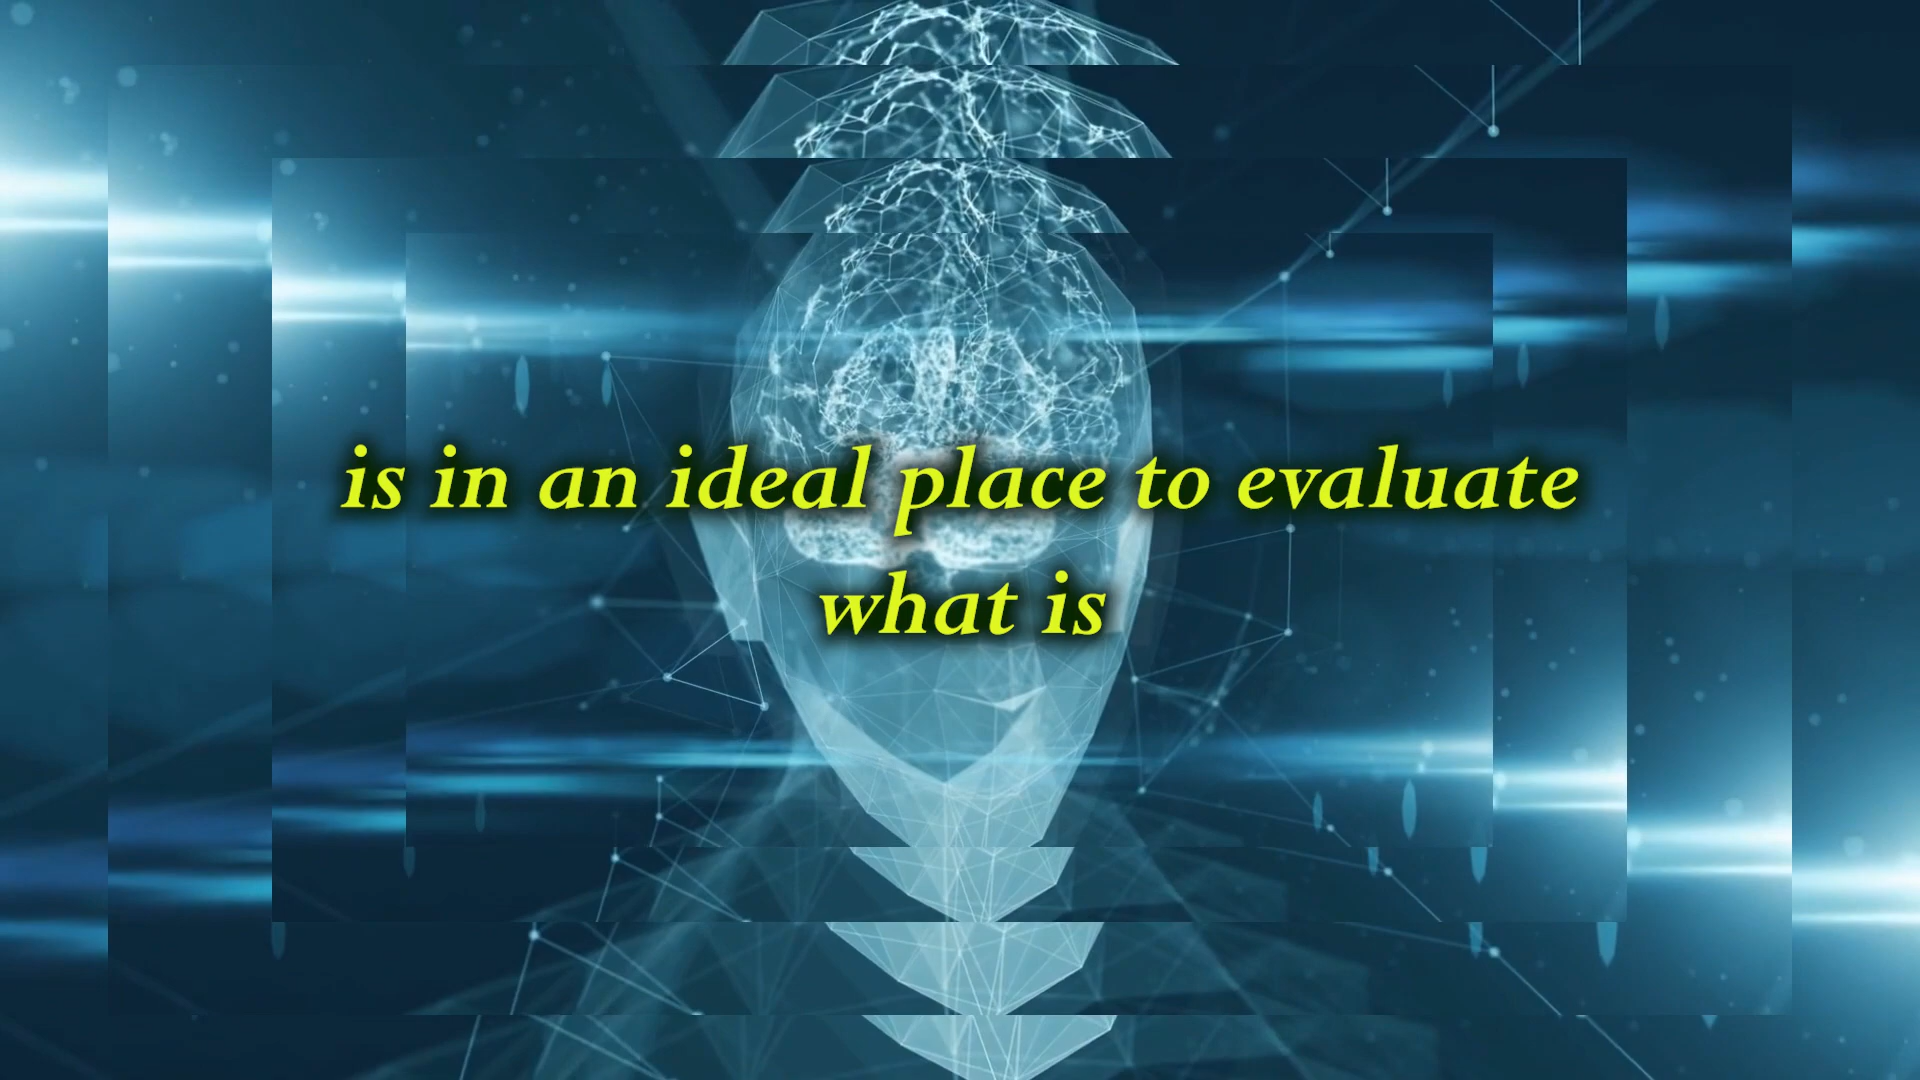 is in an ideal place to evaluate
what is